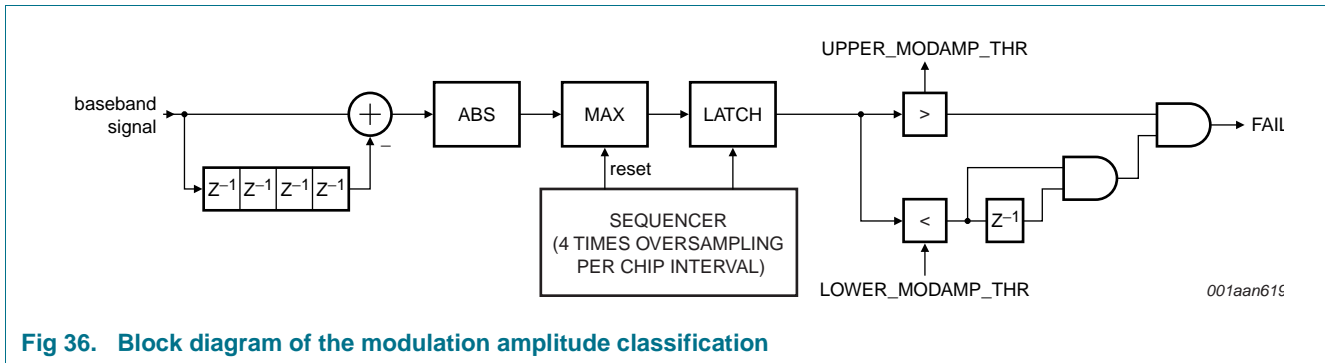 UPPER_MODAMP_THR
baseband
signal
+
−
ABS
MAX
LATCH
>
FAIL
reset
Z−1 Z−1 Z−1 Z−1
SEQUENCER
(4 TIMES OVERSAMPLING
PER CHIP INTERVAL)
<
Z−1
LOWER_MODAMP_THR
001aan619
Fig 36. Block diagram of the modulation amplitude classification